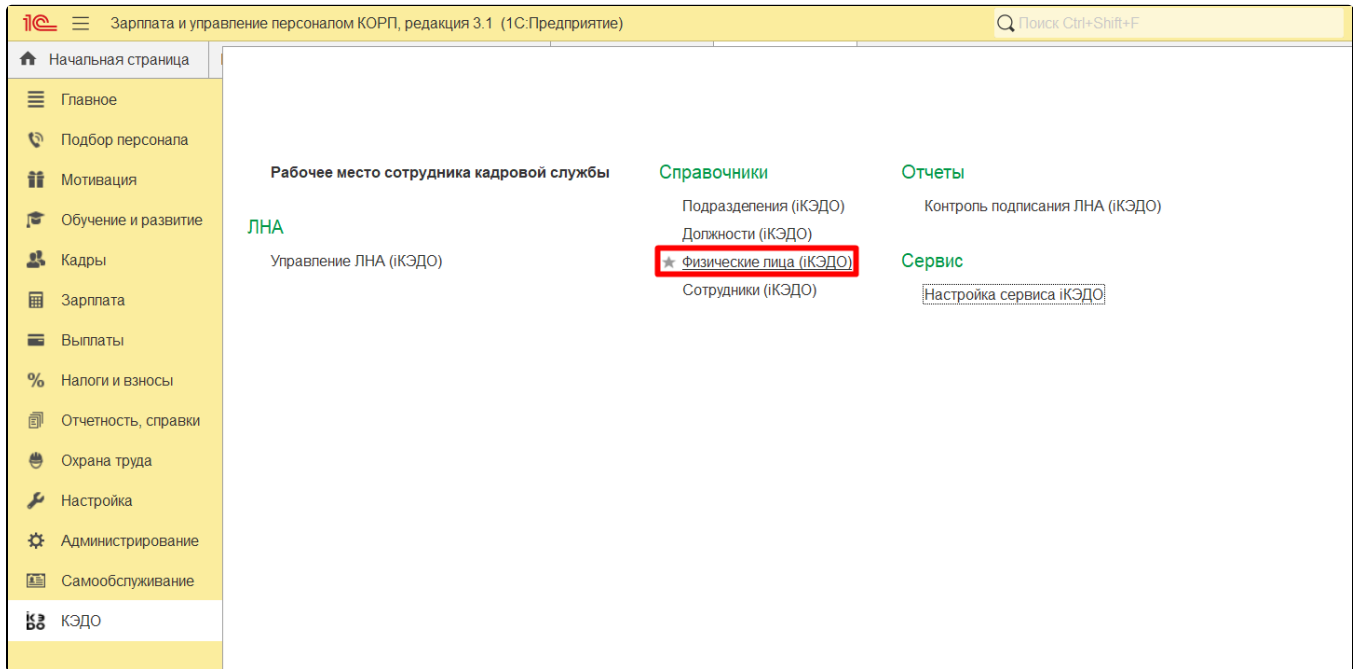 1С Зарплата и управление персоналом КОРП, редакция 3.1 (1С:Предприятие)
Поиск Ctrl+Shift+F
Начальная страница
Главное
Подбор персонала
Мотивация
Обучение и развитие
Кадры
Зарплата
Выплаты
Налоги и взносы
Отчетность, справки
Охрана труда
Настройка
Администрирование
Самообслуживание
iКЭДО КЭДО
Рабочее место сотрудника кадровой службы
ЛНА
Управление ЛНА (iКЭДО)
Справочники
Подразделения (iКЭДО)
Должности (iКЭДО)
Физические лица (iКЭДО)
Сотрудники (iКЭДО)
Отчеты
Контроль подписания ЛНА (iКЭДО)
Сервис
Настройка сервиса iКЭДО